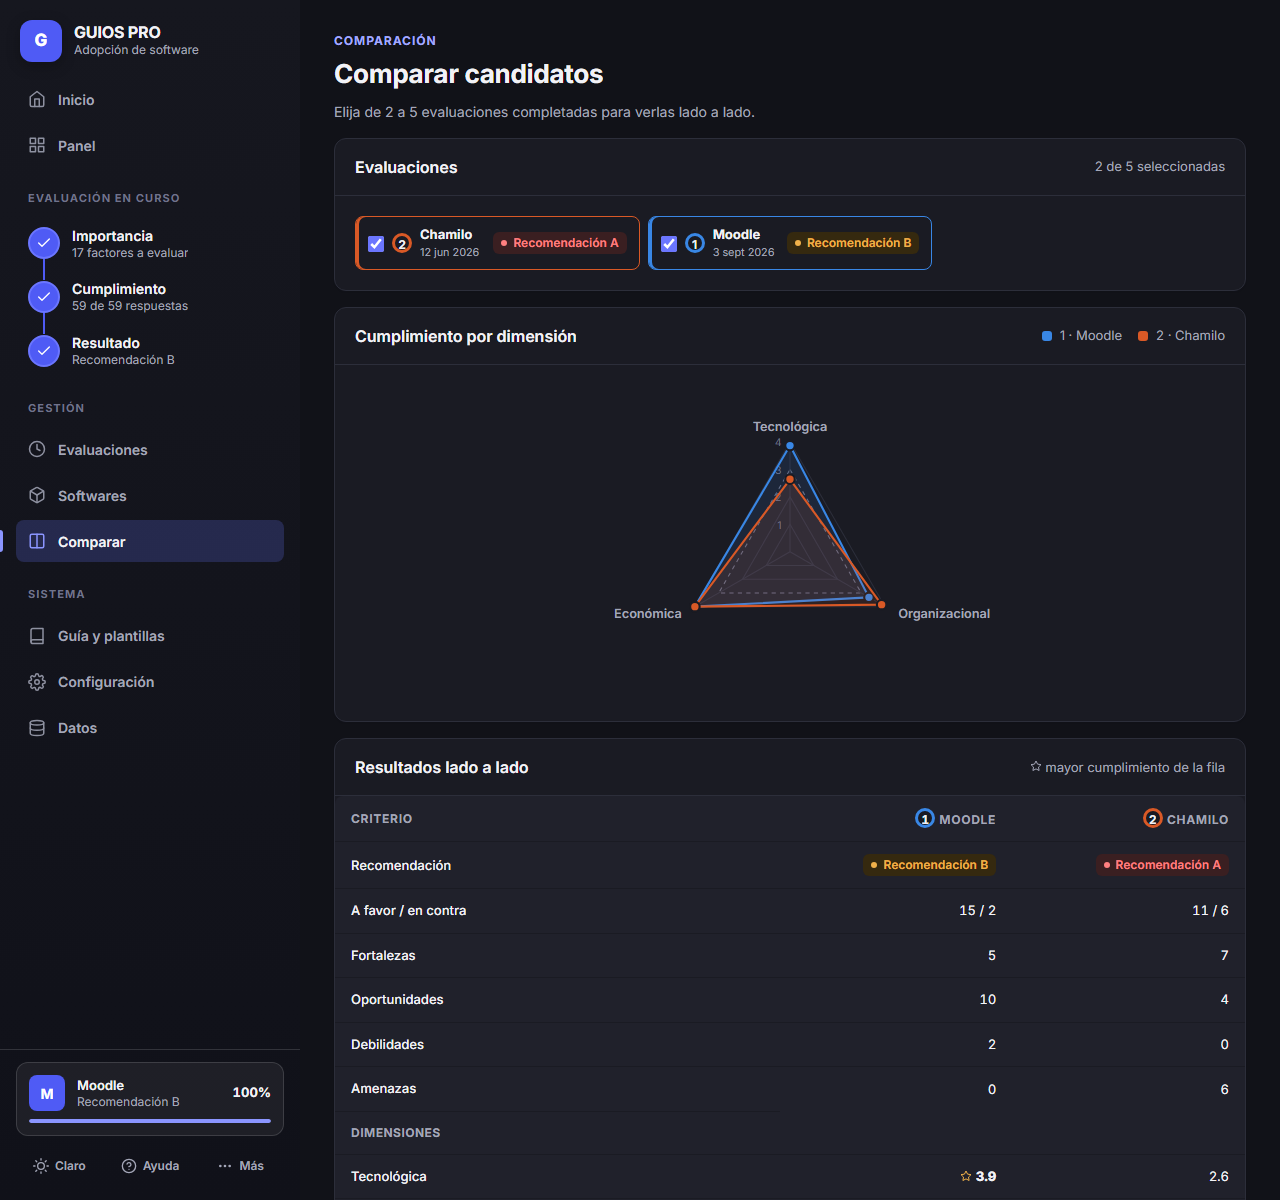 G
GUIOS PRO
Adopción de software
Inicio
Panel
EVALUACIÓN EN CURSO
Importancia
17 factores a evaluar
Cumplimiento
59 de 59 respuestas
Resultado
Recomendación B
GESTIÓN
Evaluaciones
Softwares
Comparar
SISTEMA
Guía y plantillas
Configuración
Datos
M
Moodle
Recomendación B
100%
Claro
Ayuda
Más
COMPARACIÓN
Comparar candidatos
Elija de 2 a 5 evaluaciones completadas para verlas lado a lado.
Evaluaciones
2 de 5 seleccionadas
2
Chamilo
12 jun 2026
Recomendación A
1
Moodle
3 sept 2026
Recomendación B
Cumplimiento por dimensión
1 · Moodle
2 · Chamilo
Tecnológica
4
3
2
1
Económica
Organizacional
Resultados lado a lado
mayor cumplimiento de la fila
CRITERIO 1 MOODLE 2 CHAMILO
Recomendación Recomendación B Recomendación A
A favor / en contra 15 / 2 11 / 6
Fortalezas 5 7
Oportunidades 10 4
Debilidades 2 0
Amenazas 0 6
DIMENSIONES
Tecnológica 3.9 2.6